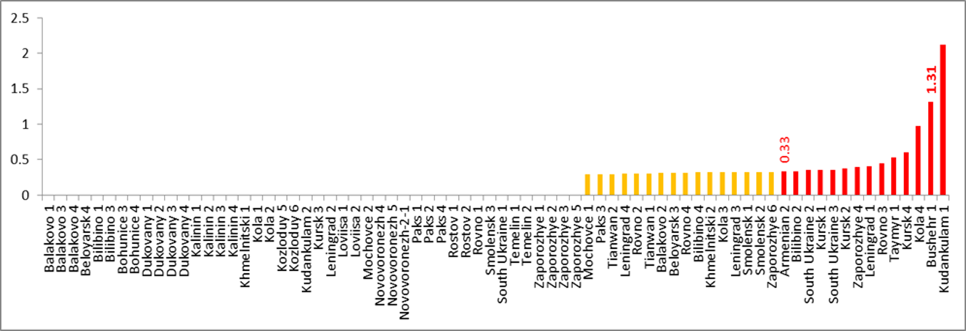 2.5
2
1.5
1
0.5
0
0.33
1.31
Balakovo 1
Balakovo 3
Balakovo 4
Beloyarsk 4
Bilibino 1
Bilibino 3
Bohunice 3
Bohunice 4
Dukovany 1
Dukovany 2
Dukovany 3
Dukovany 4
Kalinin 1
Kalinin 2
Kalinin 3
Kalinin 4
Khmelnitski 1
Kola 1
Kola 2
Kozloduy 5
Kozloduy 6
Kudankulam 2
Kursk 3
Leningrad 2
Loviisa 1
Loviisa 2
Mochovce 2
Novovoronezh 4
Novovoronezh 5
Novovoronezh-2-1
Paks 1
Paks 2
Paks 4
Rostov 1
Rostov 2
Rovno 1
Smolensk 3
South Ukraine 1
Temelin 1
Temelin 2
Zaporozhye 1
Zaporozhye 2
Zaporozhye 3
Zaporozhye 5
Mochovce 1
Paks 3
Tianwan 2
Leningrad 4
Rovno 2
Tianwan 1
Balakovo 2
Beloyarsk 3
Rovno 4
Bilibino 4
Khmelnitski 2
Kola 3
Leningrad 3
Smolensk 1
Smolensk 2
Zaporozhye 6
Armenian 2
Bilibino 2
South Ukraine 2
Kursk 1
South Ukraine 3
Kursk 2
Zaporozhye 4
Leningrad 1
Rovno 3
Taymyr 1
Kursk 4
Kola 4
Bushehr 1
Kudankulam 1